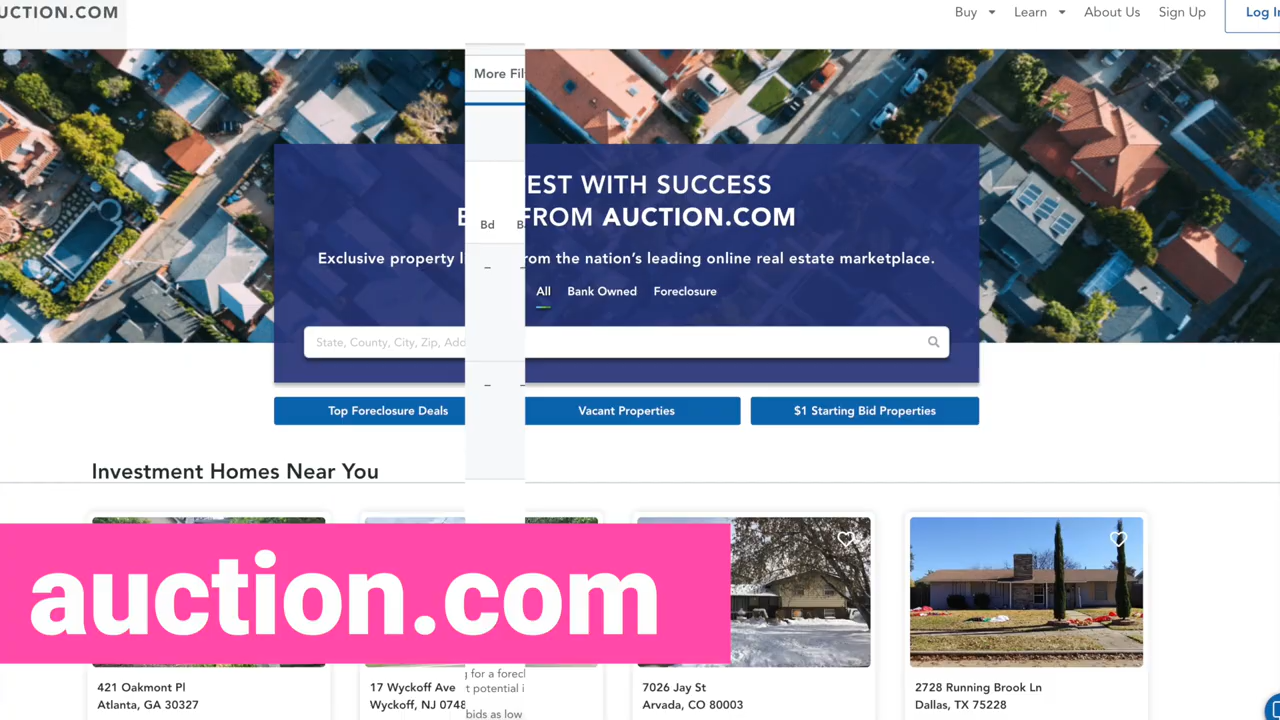 UCTION.COM
Buy Learn About Us Sign Up Log In
More Fil
EST WITH SUCCESS
FROM AUCTION.COM
Bd B
Exclusive property l om the nation's leading online real estate marketplace.
All Bank Owned Foreclosure
State, County, City, Zip, Add
Top Foreclosure Deals Vacant Properties $1 Starting Bid Properties
Investment Homes Near You
auction.com
421 Oakmont Pl
Atlanta, GA 30327
17 Wyckoff Ave
Wyckoff, NJ 0748
for a forecl
t potential i
bids as low
7026 Jay St
Arvada, CO 80003
2728 Running Brook Ln
Dallas, TX 75228